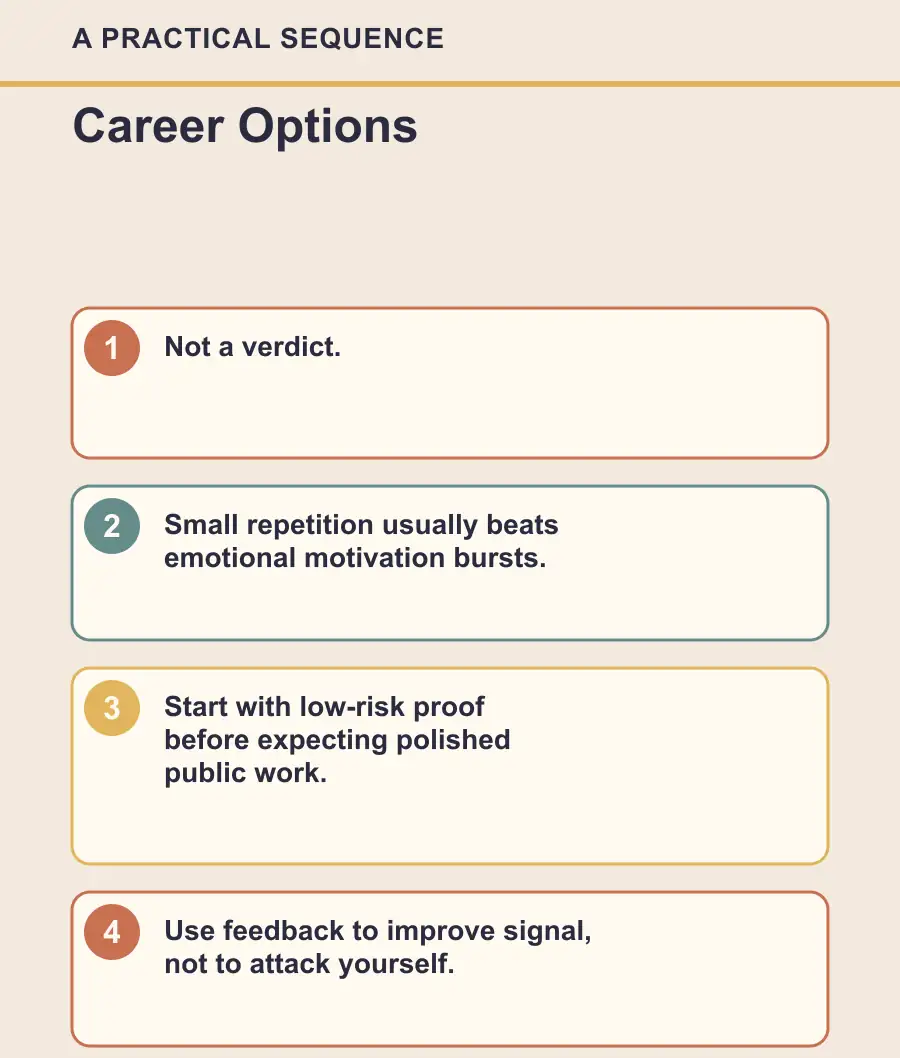 A PRACTICAL SEQUENCE
Career Options
1
Not a verdict.
2
Small repetition usually beats
emotional motivation bursts.
3
Start with low-risk proof
before expecting polished
public work.
4
Use feedback to improve signal,
not to attack yourself.